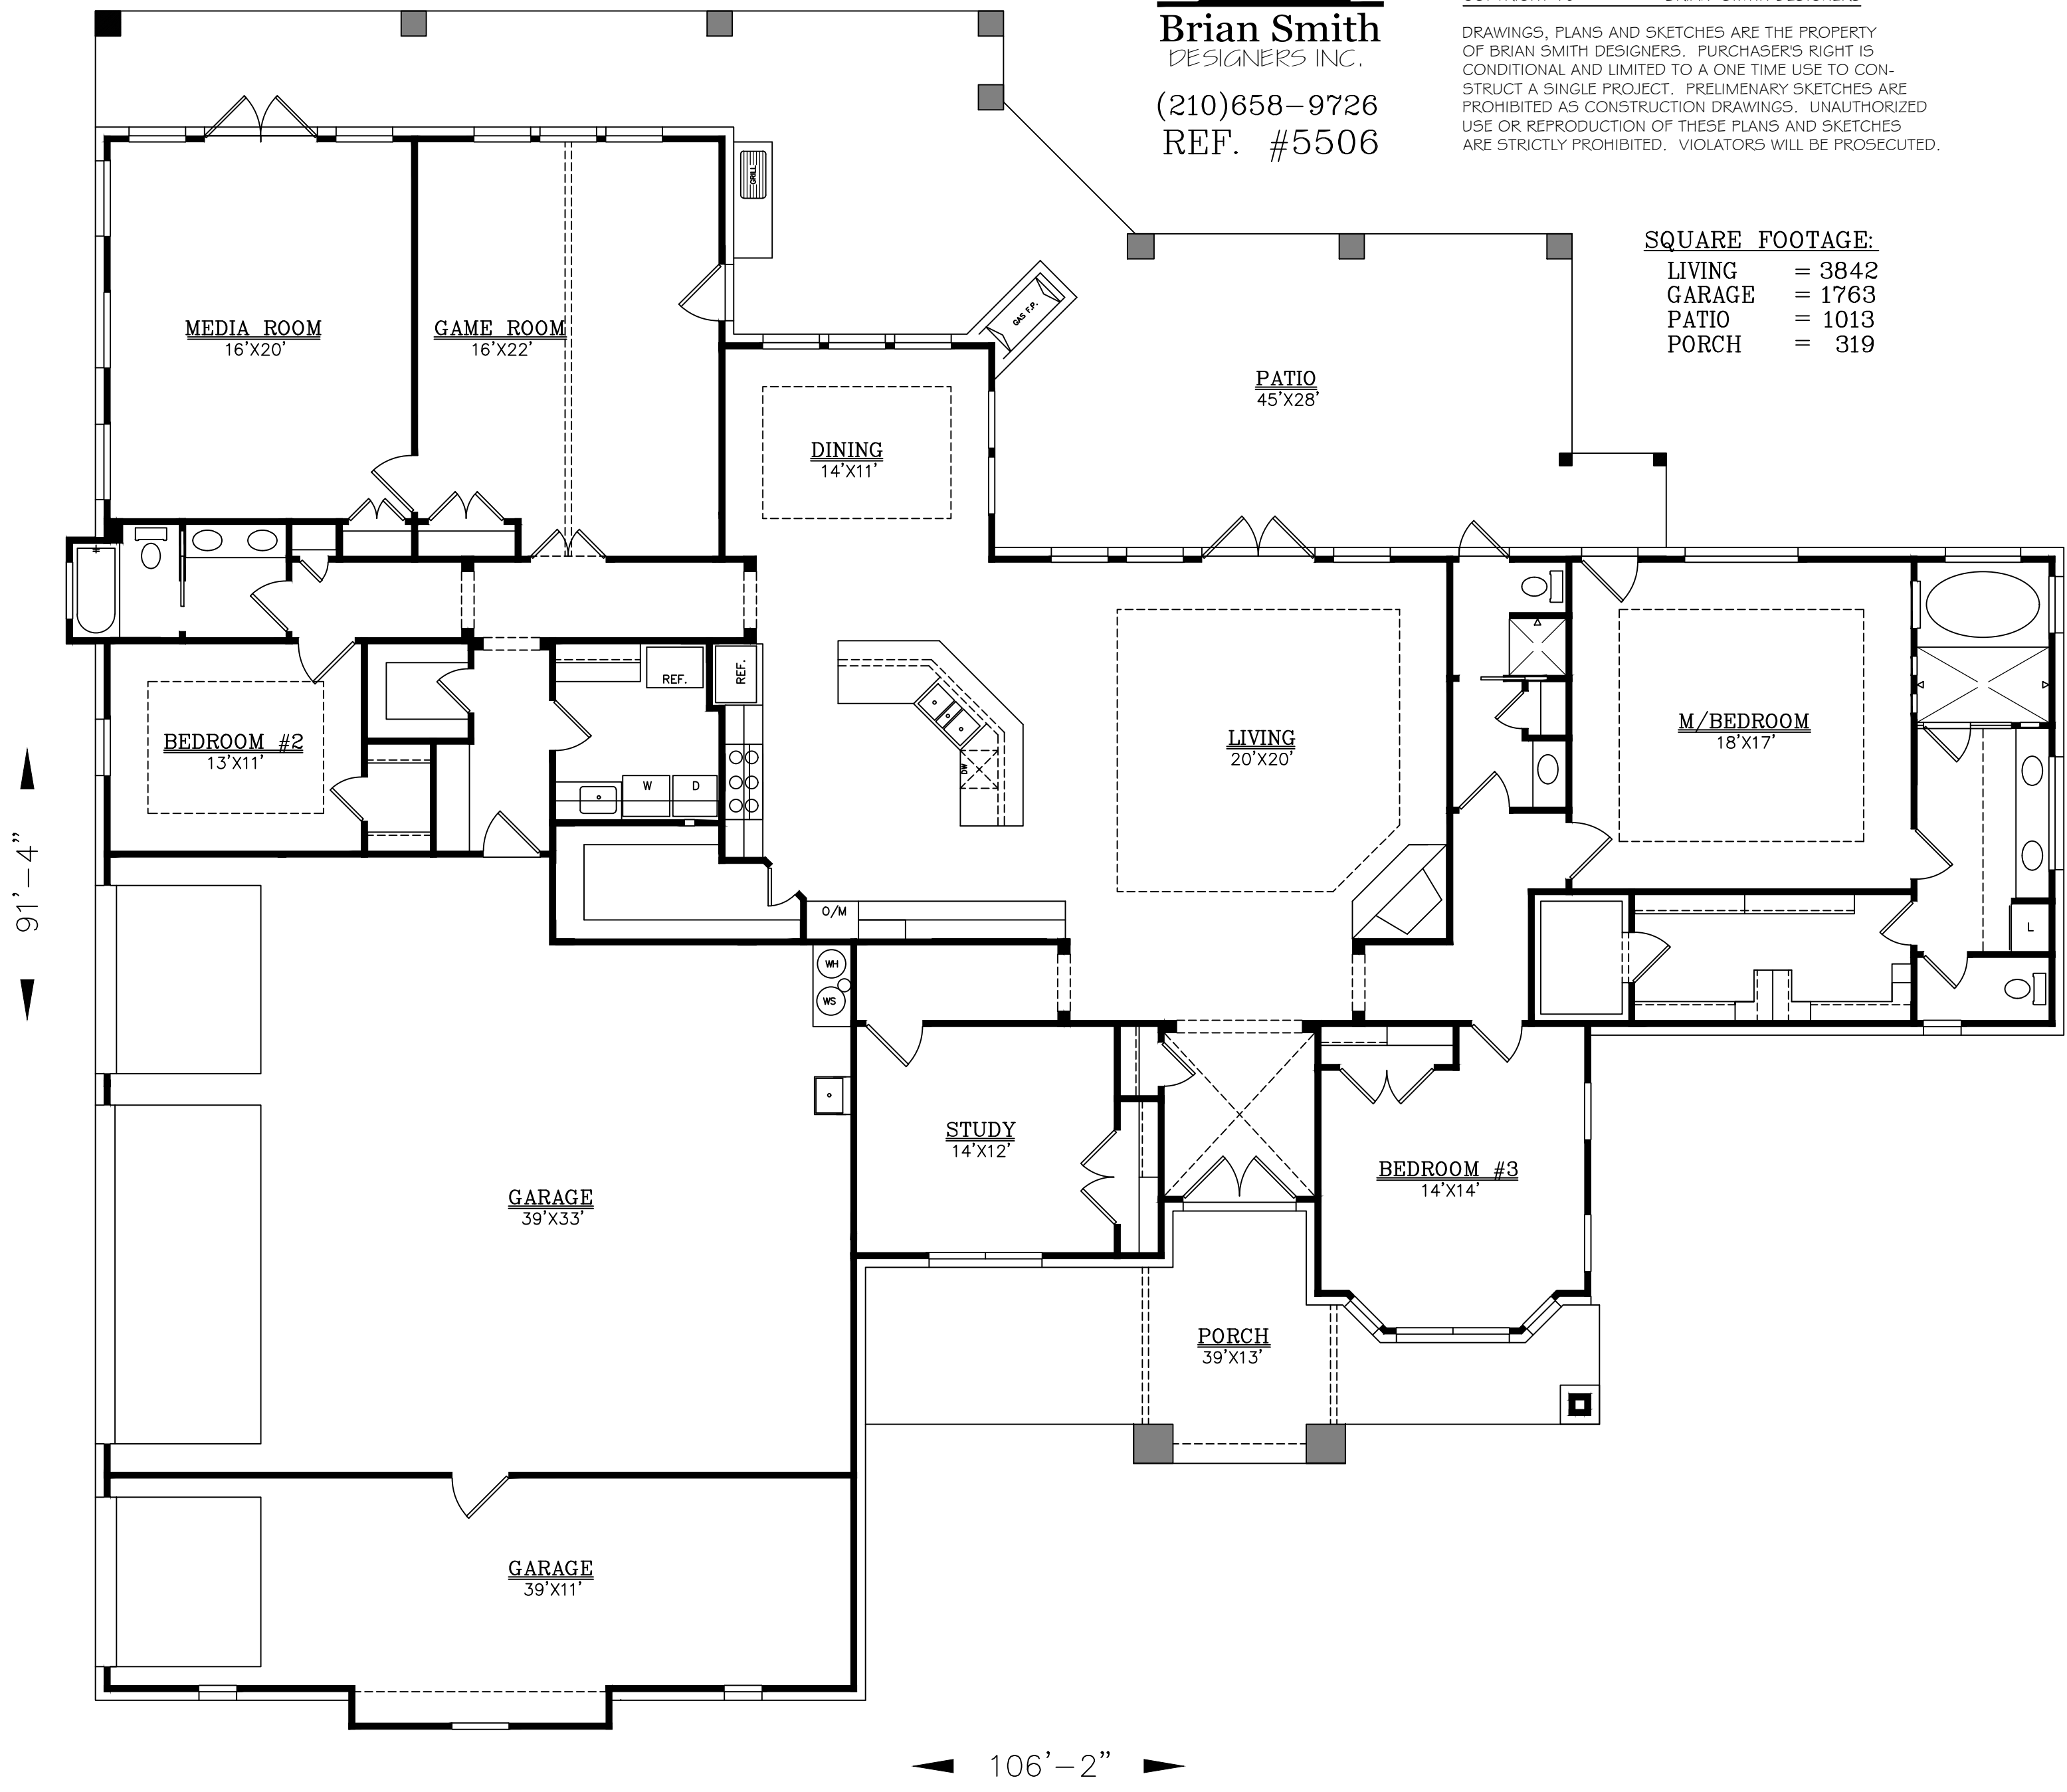 Brian Smith
DESIGNERS INC.
(210)658-9726
REF. #5506
DRAWINGS, PLANS AND SKETCHES ARE THE PROPERTY
OF BRIAN SMITH DESIGNERS. PURCHASER'S RIGHT IS
CONDITIONAL AND LIMITED TO A ONE TIME USE TO CON-
STRUCT A SINGLE PROJECT. PRELIMENARY SKETCHES ARE
PROHIBITED AS CONSTRUCTION DRAWINGS. UNAUTHORIZED
USE OR REPRODUCTION OF THESE PLANS AND SKETCHES
ARE STRICTLY PROHIBITED. VIOLATORS WILL BE PROSECUTED.
SQUARE FOOTAGE:
LIVING = 3842
GARAGE = 1763
PATIO = 1013
PORCH = 319
GRILL
GAS F.P.
MEDIA ROOM
16'X20'
GAME ROOM
16'X22'
PATIO
45'X28'
DINING
14'X11'
REF.
REF.
BEDROOM #2
13'X11'
W
D
DW
LIVING
20'X20'
M/BEDROOM
18'X17'
O/M
L
WH
WS
STUDY
14'X12'
BEDROOM #3
14'X14'
GARAGE
39'X33'
PORCH
39'X13'
GARAGE
39'X11'
91'-4"
106'-2"